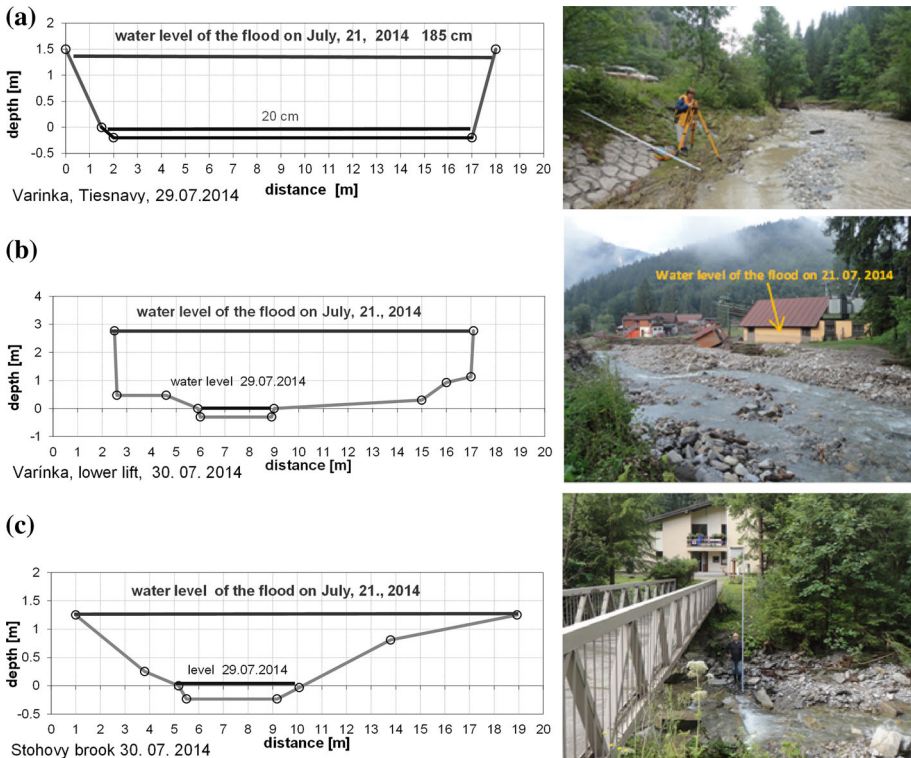 (a)
2
1.5
1
0.5
0
-0.5
depth [m]
water level of the flood on July, 21, 2014 185 cm
20 cm
0 1 2 3 4 5 6 7 8 9 10 11 12 13 14 15 16 17 18 19 20
distance [m]
Varinka, Tiesnavy, 29.07.2014
(b)
4
3
2
1
0
-1
depth [m]
water level of the flood on July, 21., 2014
water level 29.07.2014
0 1 2 3 4 5 6 7 8 9 10 11 12 13 14 15 16 17 18 19 20
distance [m]
Varínka, lower lift, 30. 07. 2014
Water level of the flood on 21. 07. 2014
(c)
2
1.5
1
0.5
0
-0.5
depth [m]
water level of the flood on July, 21., 2014
level 29.07.2014
0 1 2 3 4 5 6 7 8 9 10 11 12 13 14 15 16 17 18 19 20
distance [m]
Stohovy brook 30. 07. 2014